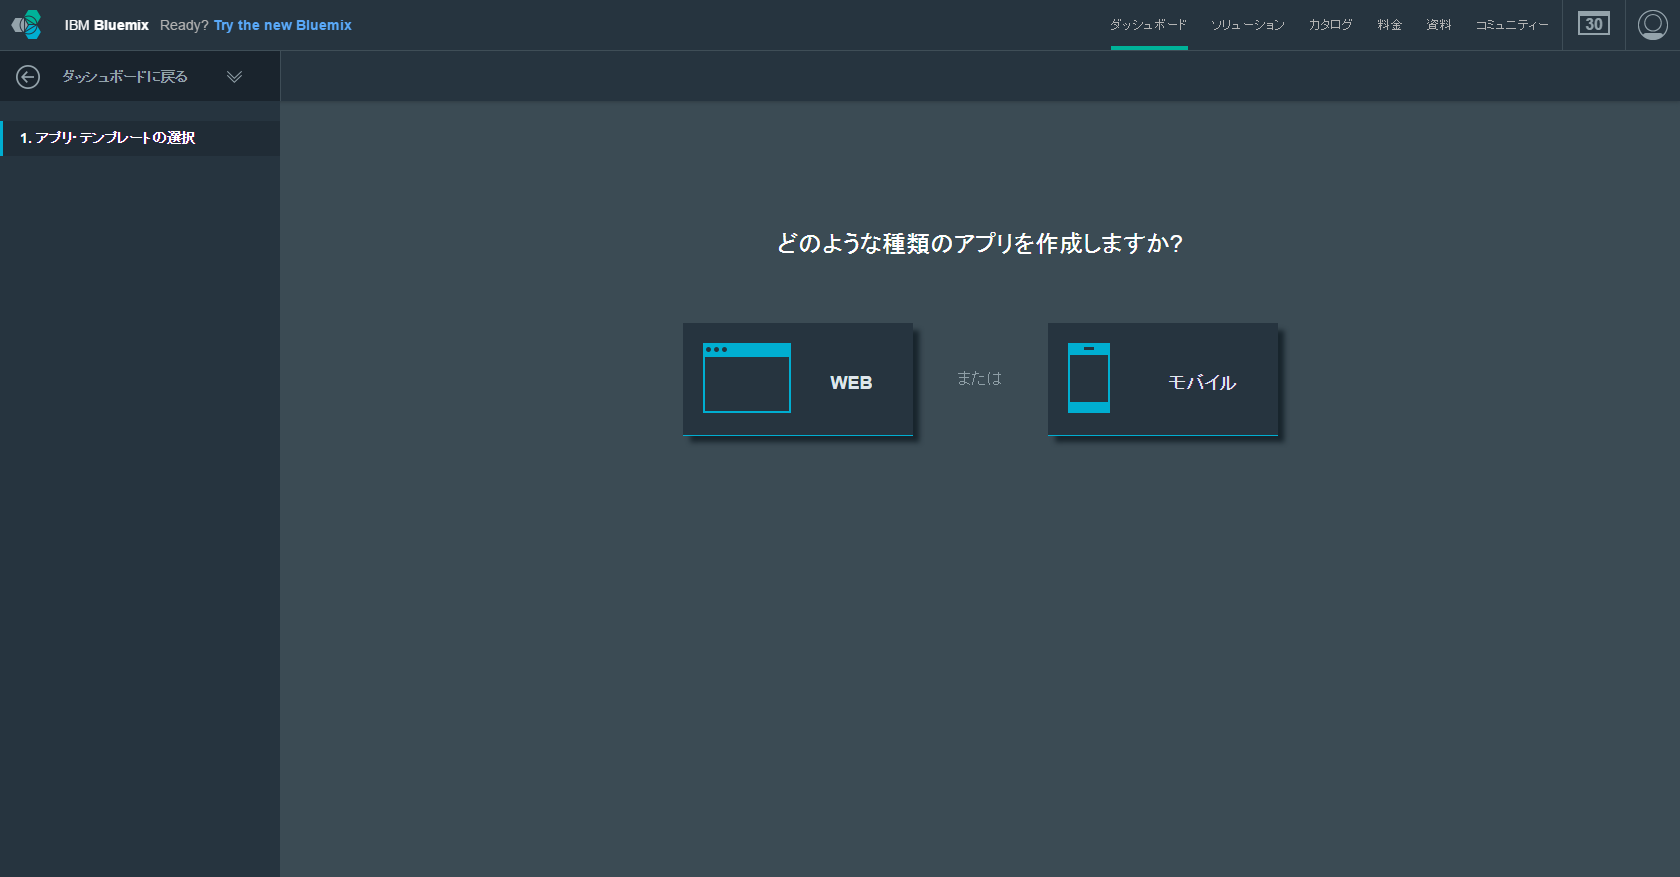 IBM Bluemix Ready? Try the new Bluemix
ダッシュボード ソリューション カタログ 料金 資料 コミュニティー 30
ダッシュボードに戻る
1. アプリ・テンプレートの選択
どのような種類のアプリを作成しますか?
WEB または モバイル